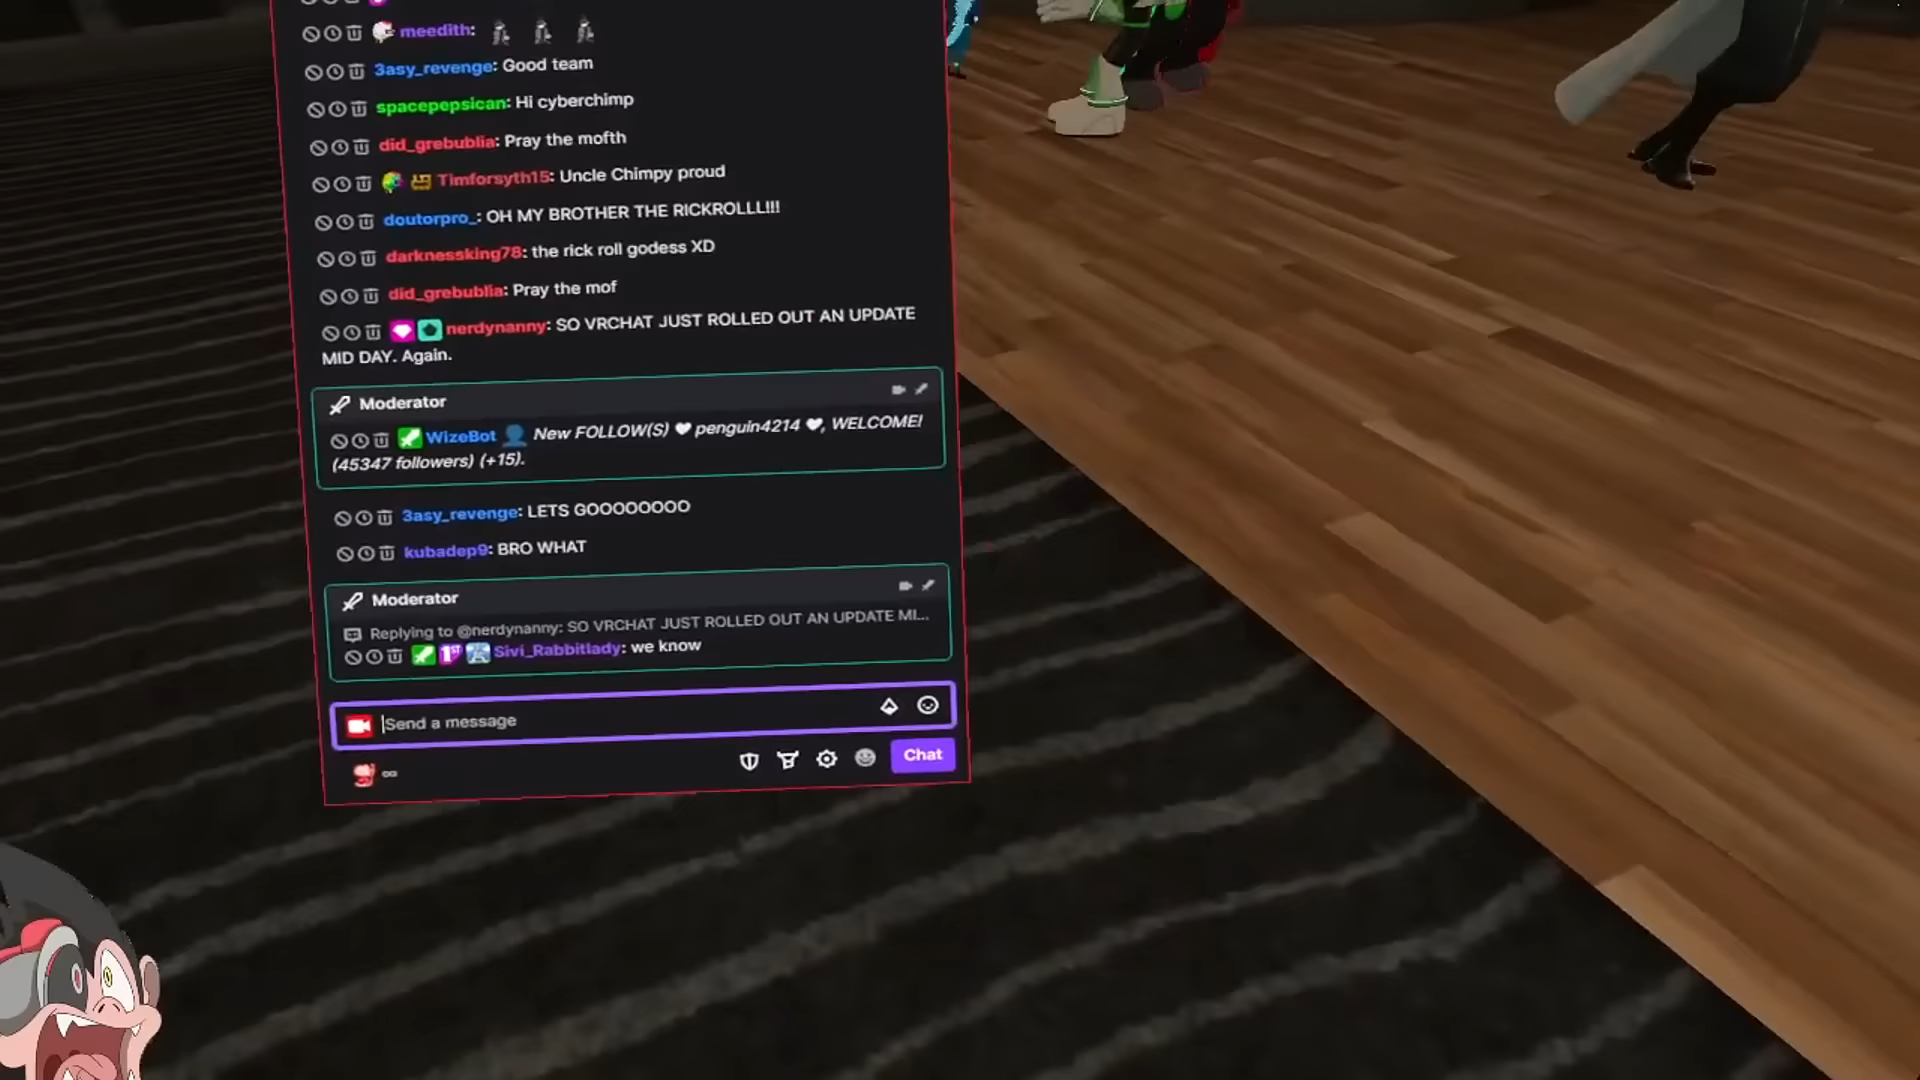 meedith:
3asy_revenge: Good team
spacepepsican: Hi cyberchimp
did_grebublia: Pray the mofth
Timforsyth15: Uncle Chimpy proud
doutorpro_: OH MY BROTHER THE RICKROLLL!!!
darknessking78: the rick roll godess XD
did_grebublia: Pray the mof
nerdynanny: SO VRCHAT JUST ROLLED OUT AN UPDATE
MID DAY. Again.
Moderator
WizeBot New FOLLOW(S) ❤ penguin4214 ❤, WELCOME!
(45347 followers) (+15).
3asy_revenge: LETS GOOOOOOOO
kubadep9: BRO WHAT
Moderator
Replying to @nerdynanny: SO VRCHAT JUST ROLLED OUT AN UPDATE MI...
1ST Sivi_Rabbitlady: we know
Send a message
∞
Chat